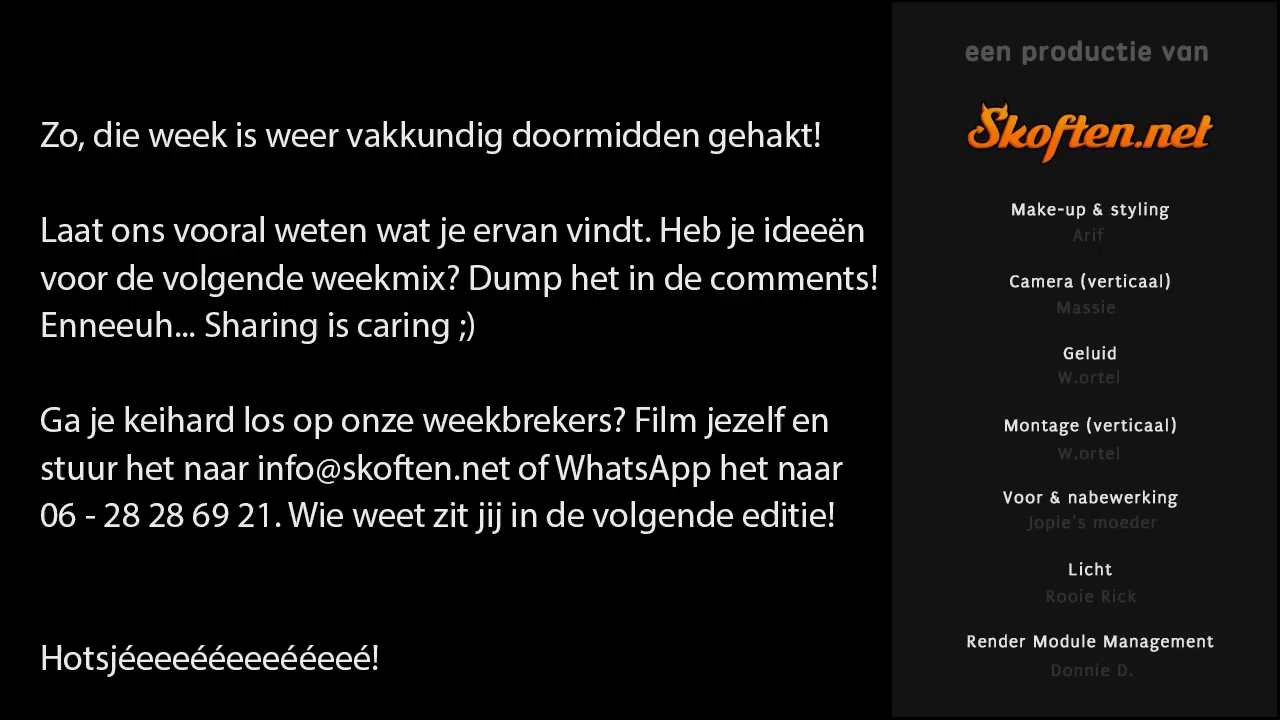 Zo, die week is weer vakkundig doormidden gehakt!
Laat ons vooral weten wat je ervan vindt. Heb je ideeën
voor de volgende weekmix? Dump het in de comments!
Enneeuh... Sharing is caring ;)
Ga je keihard los op onze weekbrekers? Film jezelf en
stuur het naar info@skoften.net of WhatsApp het naar
06 - 28 28 69 21. Wie weet zit jij in de volgende editie!
Hotsjéeeeééeeeééeeé!
een productie van
Skoften.net
Make-up & styling
Arif
Camera (verticaal)
Massie
Geluid
W.ortel
Montage (verticaal)
W.ortel
Voor & nabewerking
Jopie's moeder
Licht
Rooie Rick
Render Module Management
Donnie D.